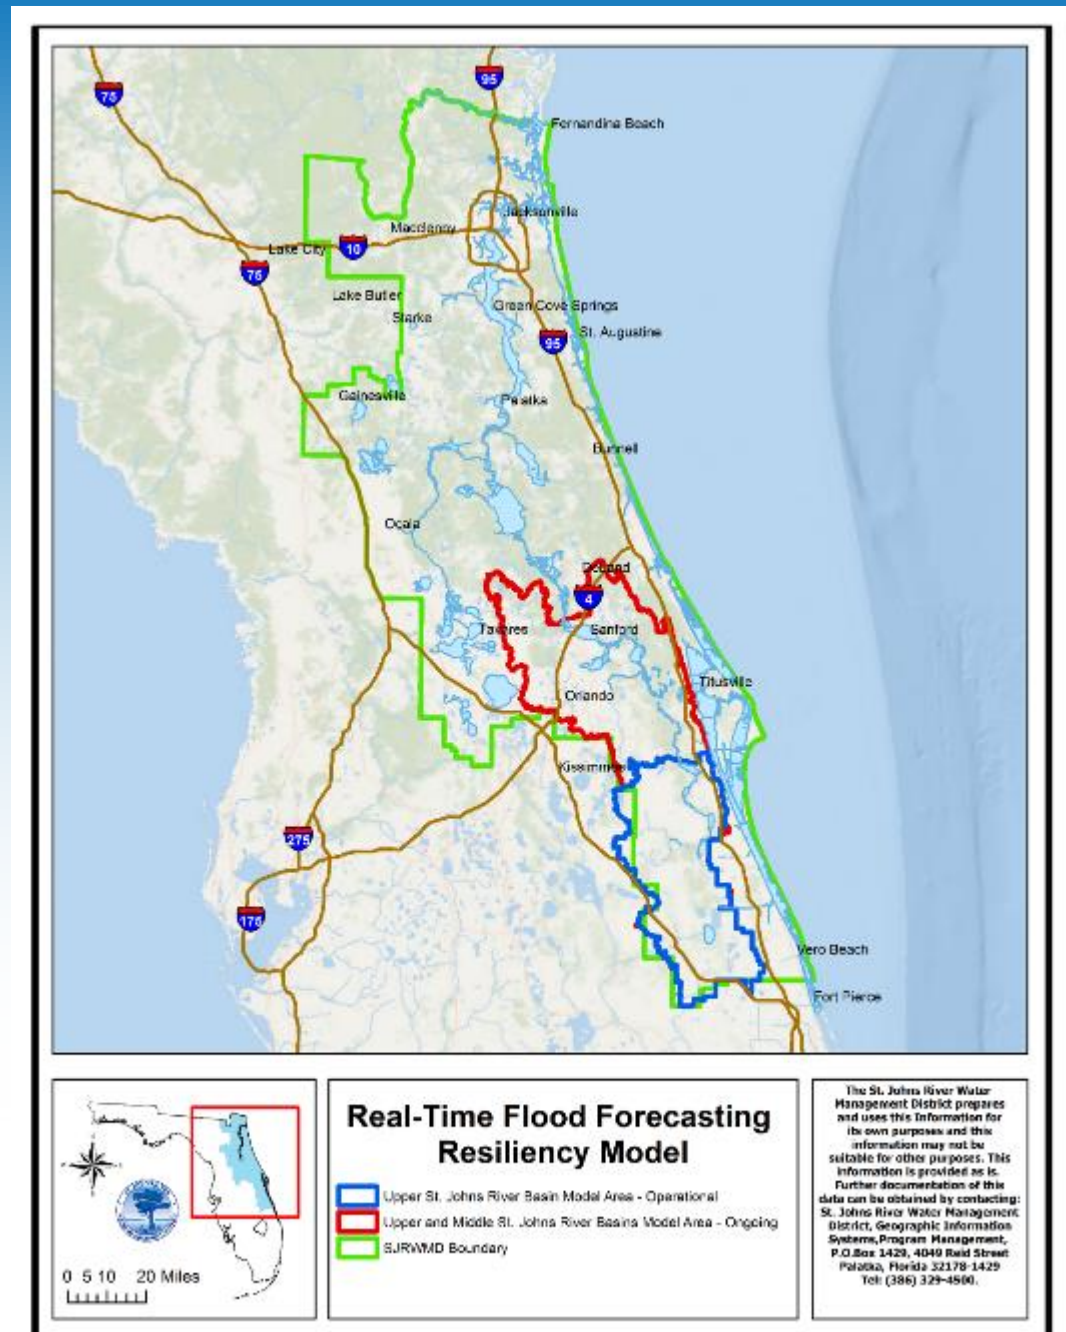 95
75
Fernandina Beach
Jacksonville
Macclenny
Lake City
10
75
Lake Butler
Green Cove Springs
Starke
St. Augustine
95
Gainesville
Palatka
Bunnell
Ocala
DeLand
4
Tavares
Sanford
Titusville
Orlando
Kissimmee
275
175
Vero Beach
Fort Pierce
0 5 10 20 Miles
Real-Time Flood Forecasting
Resiliency Model
Upper St. Johns River Basin Model Area - Operational
Upper and Middle St. Johns River Basins Model Area - Ongoing
SJRWMD Boundary
The St. Johns River Water
Management District prepares
and uses this information for
its own purposes and this
information may not be
suitable for other purposes. This
information is provided as is.
Further documentation of this
data can be obtained by contacting:
St. Johns River Water Management
District, Geographic Information
Systems,Program Management,
P.O.Box 1429, 4049 Reid Street
Palatka, Florida 32178-1429
Tel: (386) 329-4500.